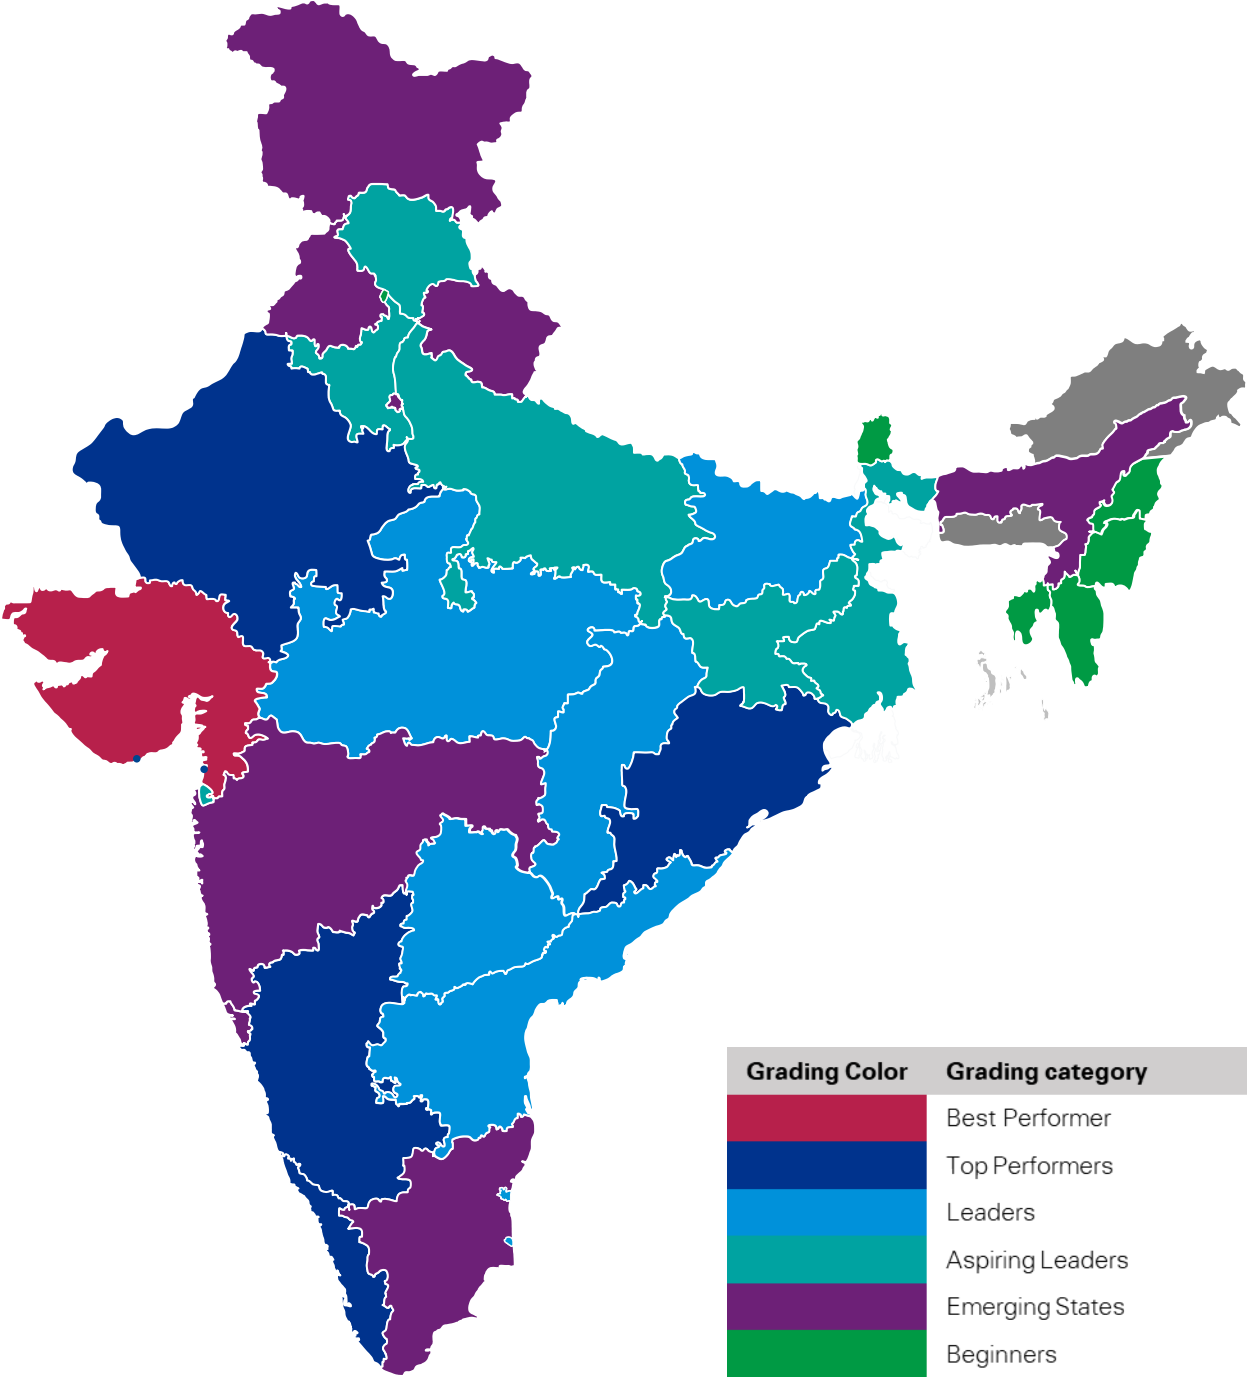 Grading Color Grading category
Best Performer
Top Performers
Leaders
Aspiring Leaders
Emerging States
Beginners